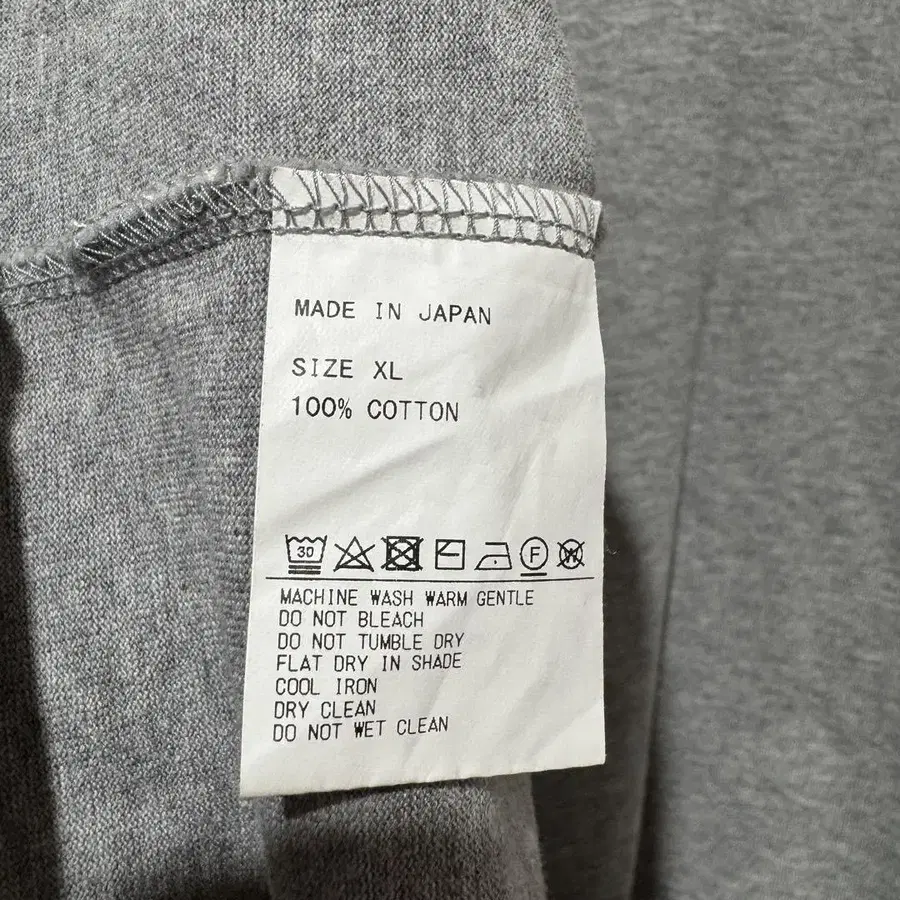 MADE IN JAPAN
SIZE XL
100% COTTON
30 F W
MACHINE WASH WARM GENTLE
DO NOT BLEACH
DO NOT TUMBLE DRY
FLAT DRY IN SHADE
COOL IRON
DRY CLEAN
DO NOT WET CLEAN